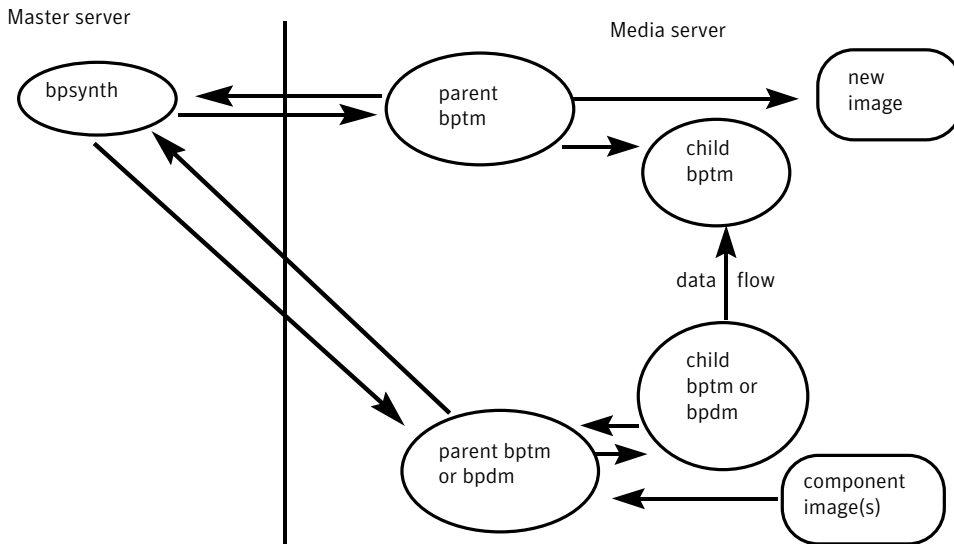 Master server
Media server
bpsynth
parent
bptm
new
image
child
bptm
data flow
child
bptm or
bpdm
parent bptm
or bpdm
component
image(s)